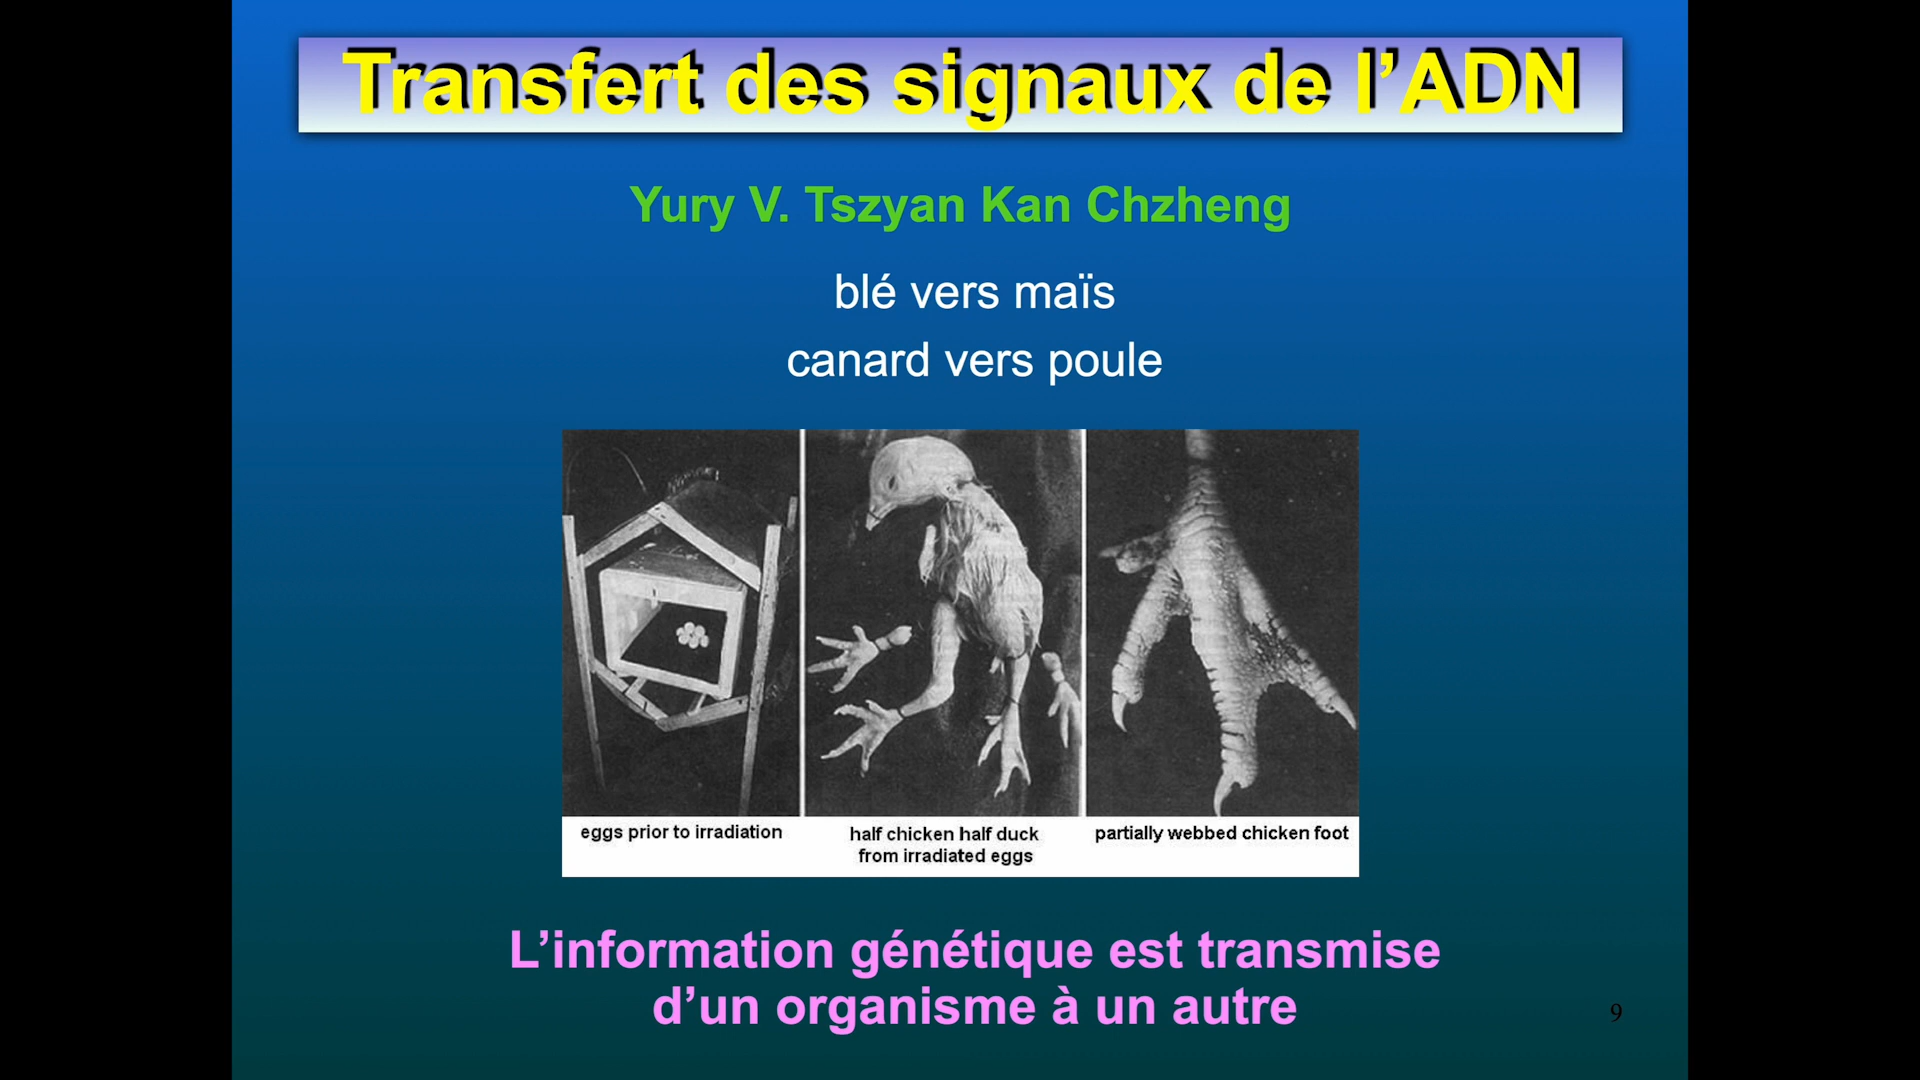 Transfert des signaux de l’ADN
Yury V. Tszyan Kan Chzheng
blé vers maïs
canard vers poule
eggs prior to irradiation
half chicken half duck
from irradiated eggs
partially webbed chicken foot
L’information génétique est transmise
d’un organisme à un autre
9